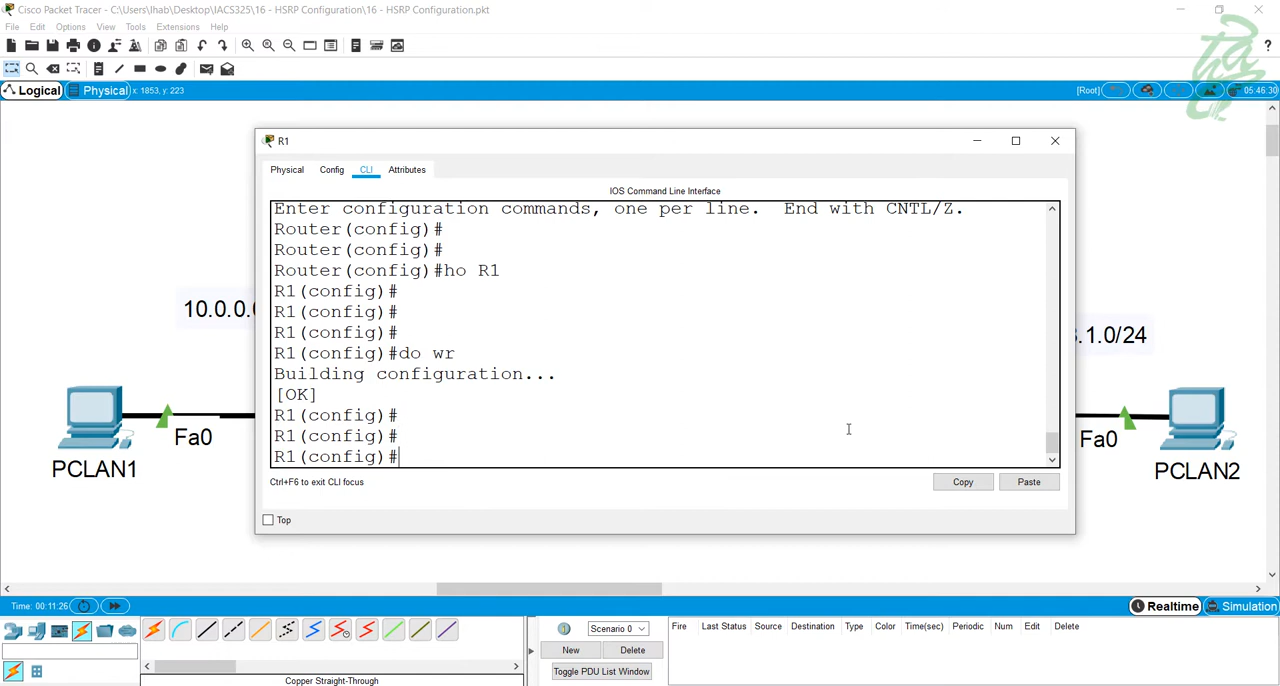 Cisco Packet Tracer - C:\Users\Ihab\Desktop\IACS325\16 - HSRP Configuration\16 - HSRP Configuration.pkt
File Edit Options View Tools Extensions Help
Logical Physical x: 1853, y: 223 [Root] 05:46:30
R1
Physical Config CLI Attributes
IOS Command Line Interface
Enter configuration commands, one per line. End with CNTL/Z.
Router(config)#
Router(config)#
Router(config)#ho R1
R1(config)#
R1(config)#
R1(config)#
R1(config)#do wr
Building configuration...
[OK]
R1(config)#
R1(config)#
R1(config)#
Ctrl+F6 to exit CLI focus
Copy Paste
Top
10.0.0.
.1.0/24
Fa0
PCLAN1
Fa0
PCLAN2
Time: 00:11:26 Realtime Simulation
Scenario 0
New Delete
Toggle PDU List Window
Fire Last Status Source Destination Type Color Time(sec) Periodic Num Edit Delete
Copper Straight-Through